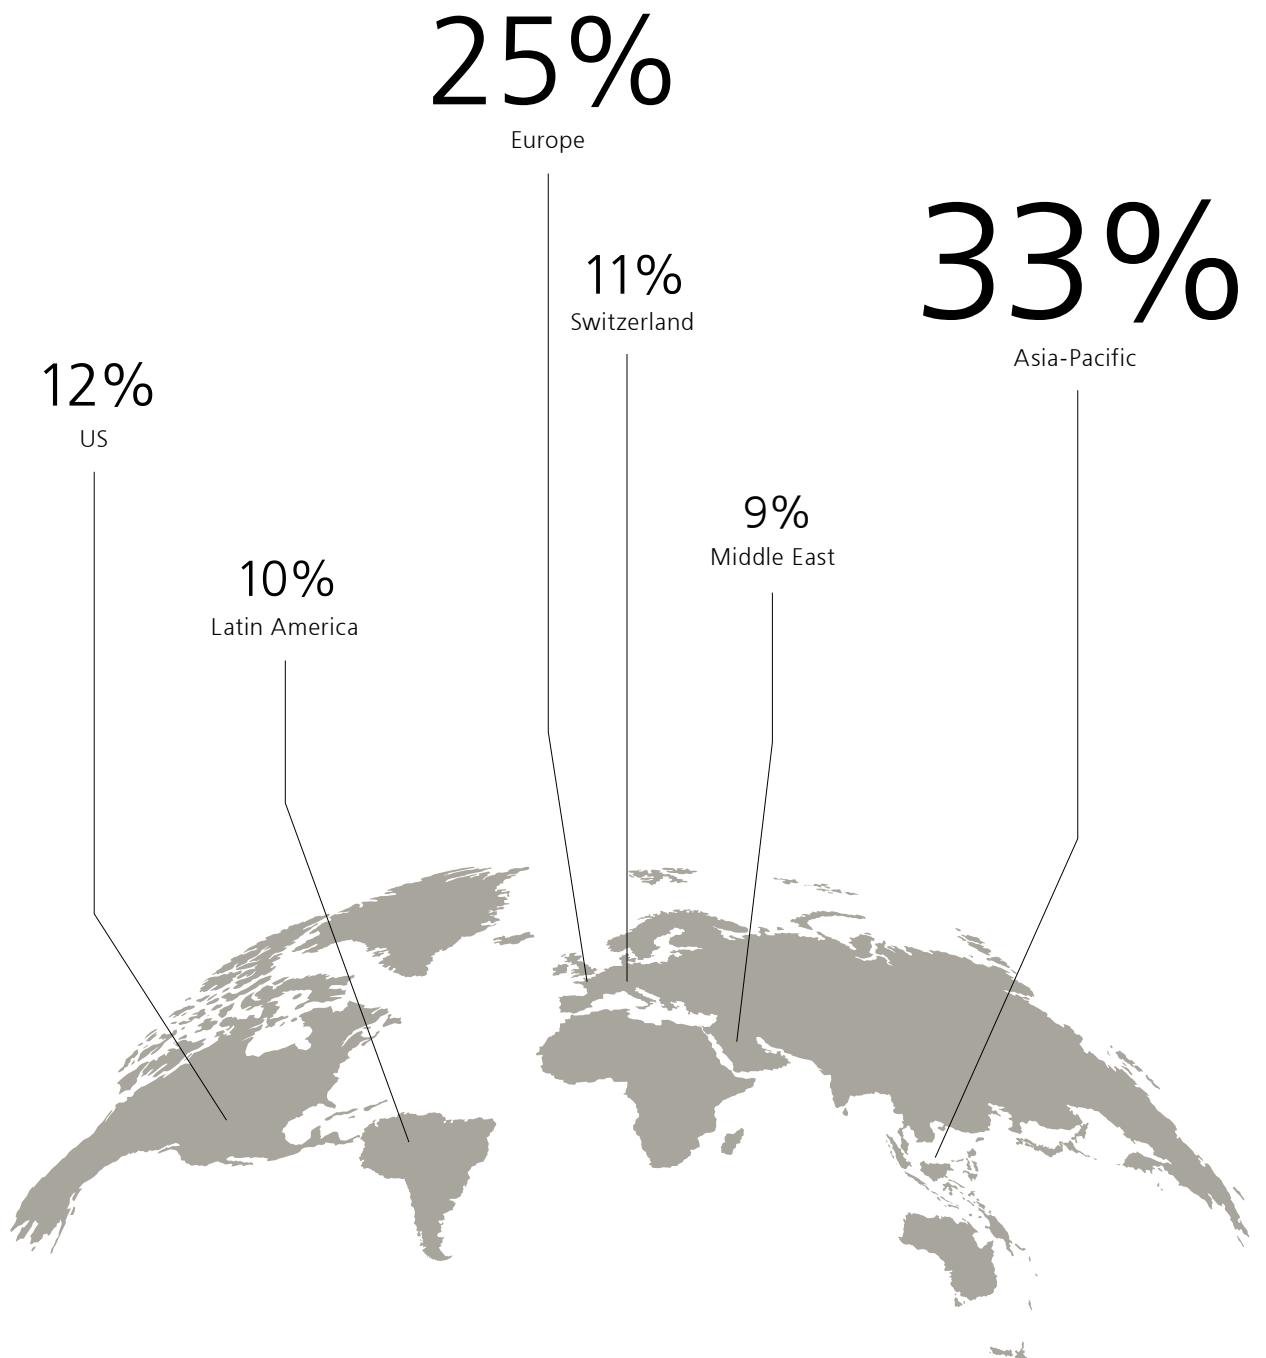 25%
Europe
11%
Switzerland
33%
Asia-Pacific
12%
US
9%
Middle East
10%
Latin America